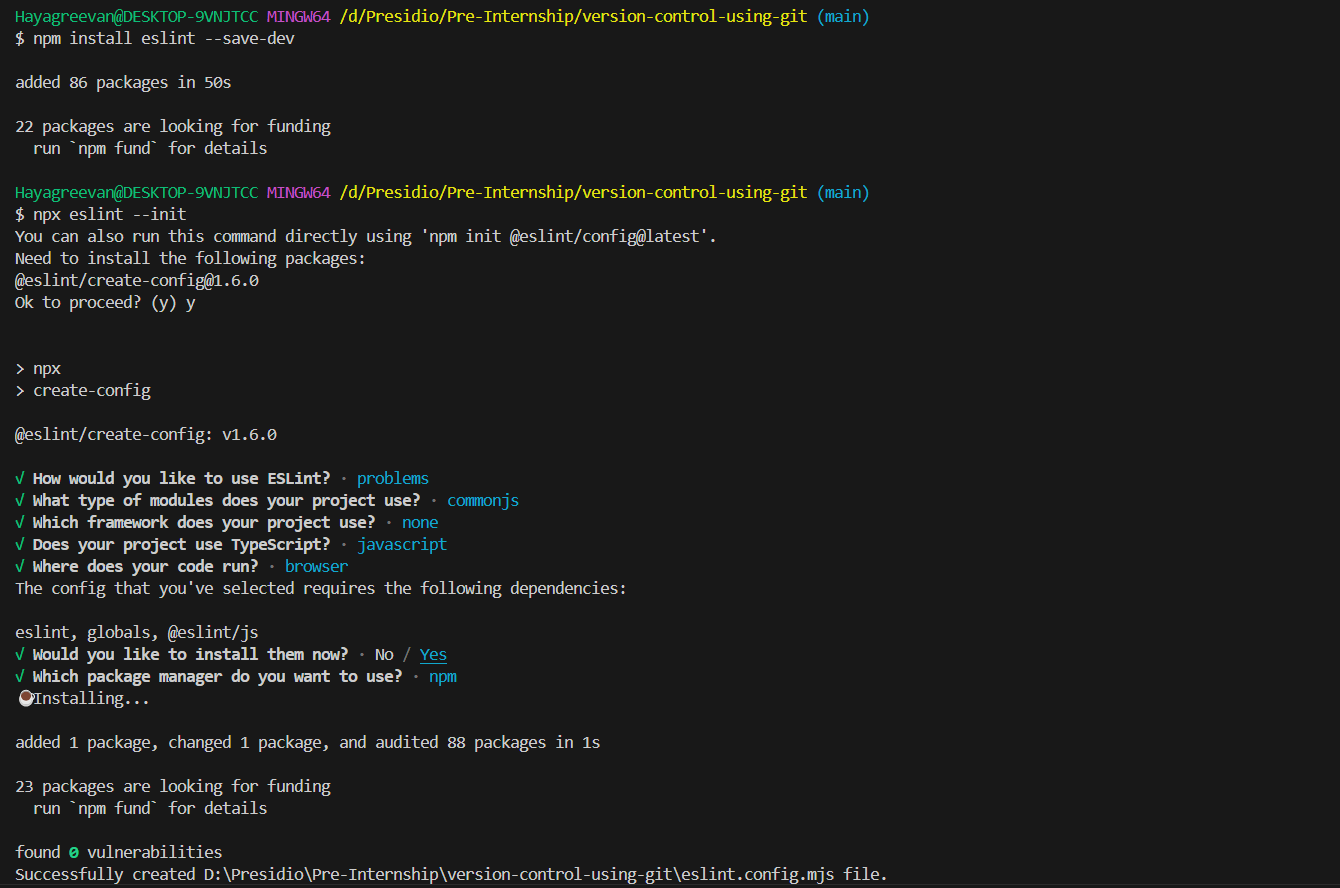 Hayagreevan@DESKTOP-9VNJTCC MINGW64 /d/Presidio/Pre-Internship/version-control-using-git (main)
$ npm install eslint --save-dev
added 86 packages in 50s
22 packages are looking for funding
run `npm fund` for details
Hayagreevan@DESKTOP-9VNJTCC MINGW64 /d/Presidio/Pre-Internship/version-control-using-git (main)
$ npx eslint --init
You can also run this command directly using 'npm init @eslint/config@latest'.
Need to install the following packages:
@eslint/create-config@1.6.0
Ok to proceed? (y) y
> npx
> create-config
@eslint/create-config: v1.6.0
√ How would you like to use ESLint? · problems
√ What type of modules does your project use? · commonjs
√ Which framework does your project use? · none
√ Does your project use TypeScript? · javascript
√ Where does your code run? · browser
The config that you've selected requires the following dependencies:
eslint, globals, @eslint/js
√ Would you like to install them now? · No / Yes
√ Which package manager do you want to use? · npm
☕Installing...
added 1 package, changed 1 package, and audited 88 packages in 1s
23 packages are looking for funding
run `npm fund` for details
found 0 vulnerabilities
Successfully created D:\Presidio\Pre-Internship\version-control-using-git\eslint.config.mjs file.